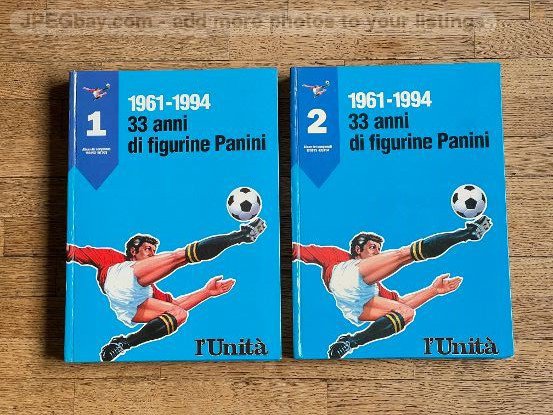 JPEGbay.com - add more photos to your listings
1
1961-1994
33 anni
di figurine Panini
l'Unità
2
1961-1994
33 anni
di figurine Panini
l'Unità